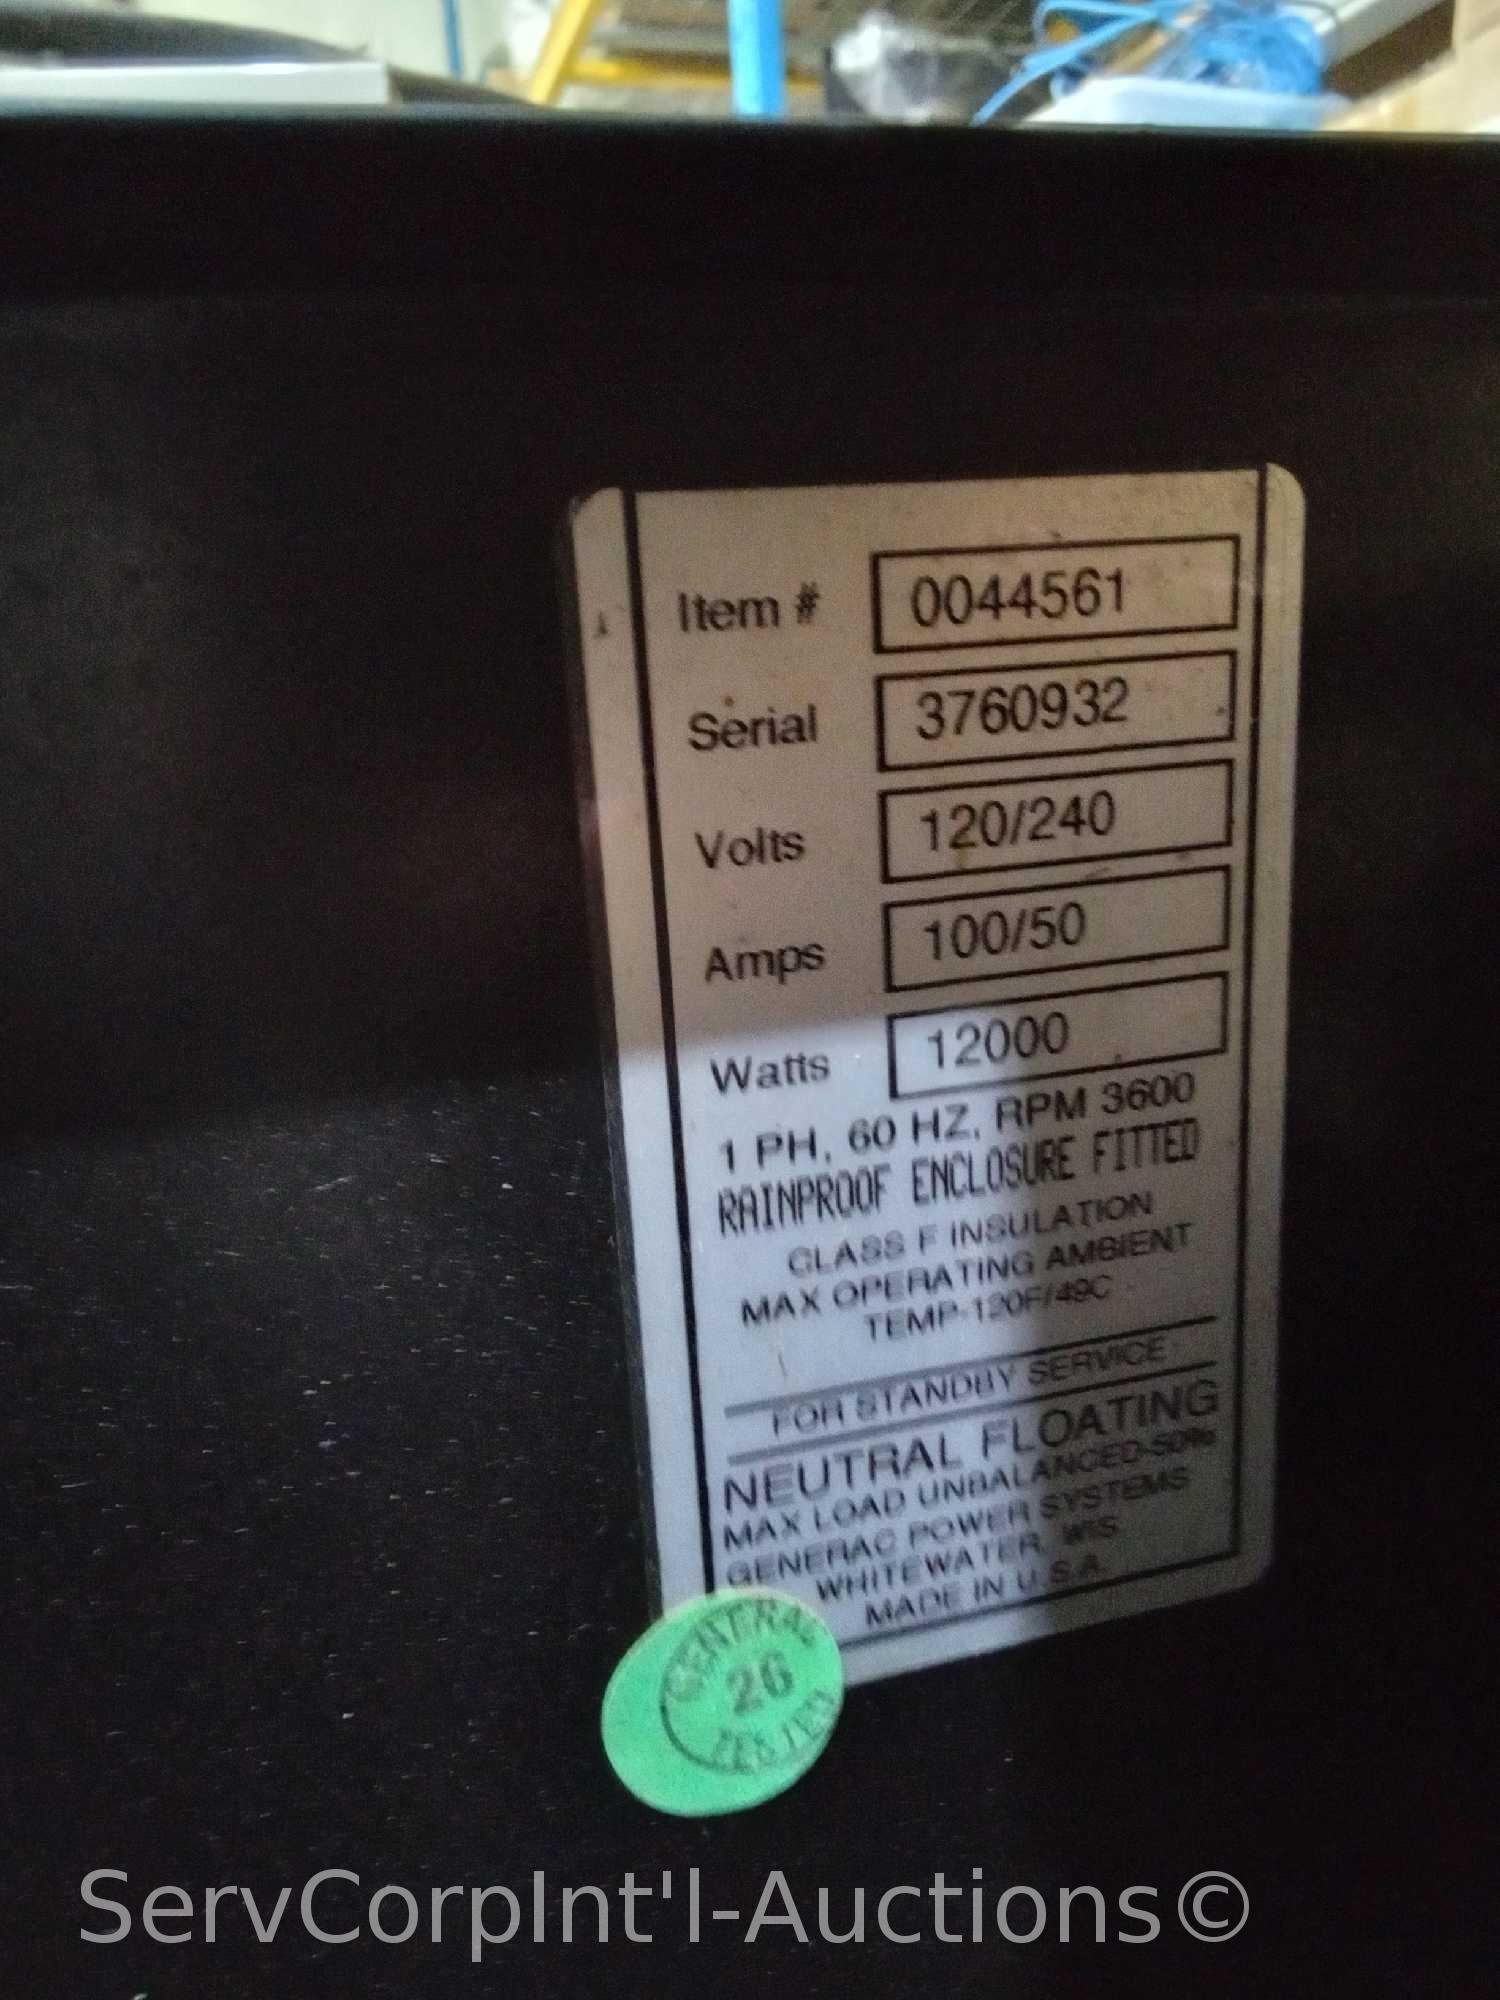 Item # 0044561
Serial 3760932
Volts 120/240
Amps 100/50
Watts 12000
1 PH, 60 HZ, RPM 3600
RAINPROOF ENCLOSURE FITTED
CLASS F INSULATION
MAX OPERATING AMBIENT
TEMP-120F/49C
FOR STANDBY SERVICE
NEUTRAL FLOATING
MAX LOAD UNBALANCED-50%
GENERAC POWER SYSTEMS
WHITEWATER, WIS.
MADE IN U.S.A.
CENTRAL
26
TESTED
ServCorpInt'l-Auctions©